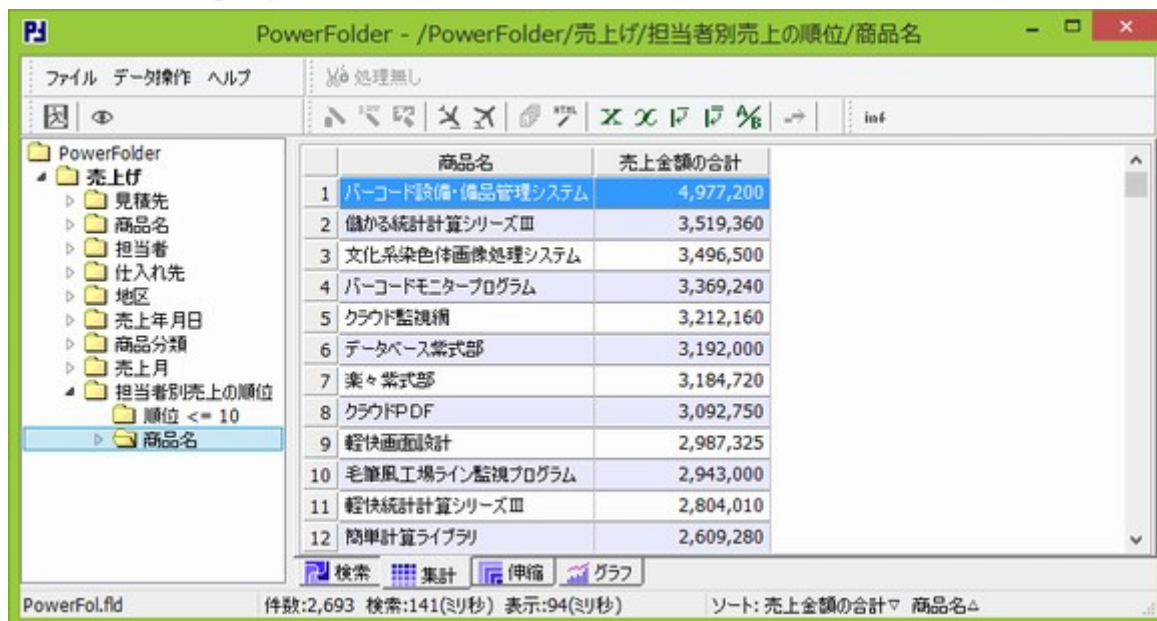 PowerFolder - /PowerFolder/売上げ/担当者別売上の順位/商品名
ファイル データ操作 ヘルプ
処理無し
HTML A/B inf
PowerFolder
売上げ
見積先
商品名
担当者
仕入れ先
地区
売上年月日
商品分類
売上月
担当者別売上の順位
順位 <= 10
商品名
商品名 売上金額の合計
1 バーコード設備・備品管理システム 4,977,200
2 儲かる統計計算シリーズⅢ 3,519,360
3 文化系染色体画像処理システム 3,496,500
4 バーコードモニタープログラム 3,369,240
5 クラウド監視網 3,212,160
6 データベース紫式部 3,192,000
7 楽々紫式部 3,184,720
8 クラウドPDF 3,092,750
9 軽快画面設計 2,987,325
10 毛筆風工場ライン監視プログラム 2,943,000
11 軽快統計計算シリーズⅢ 2,804,010
12 簡単計算ライブラリ 2,609,280
検索 集計 伸縮 グラフ
PowerFol.fld 件数:2,693 検索:141(ミリ秒) 表示:94(ミリ秒) ソート: 売上金額の合計▽ 商品名△